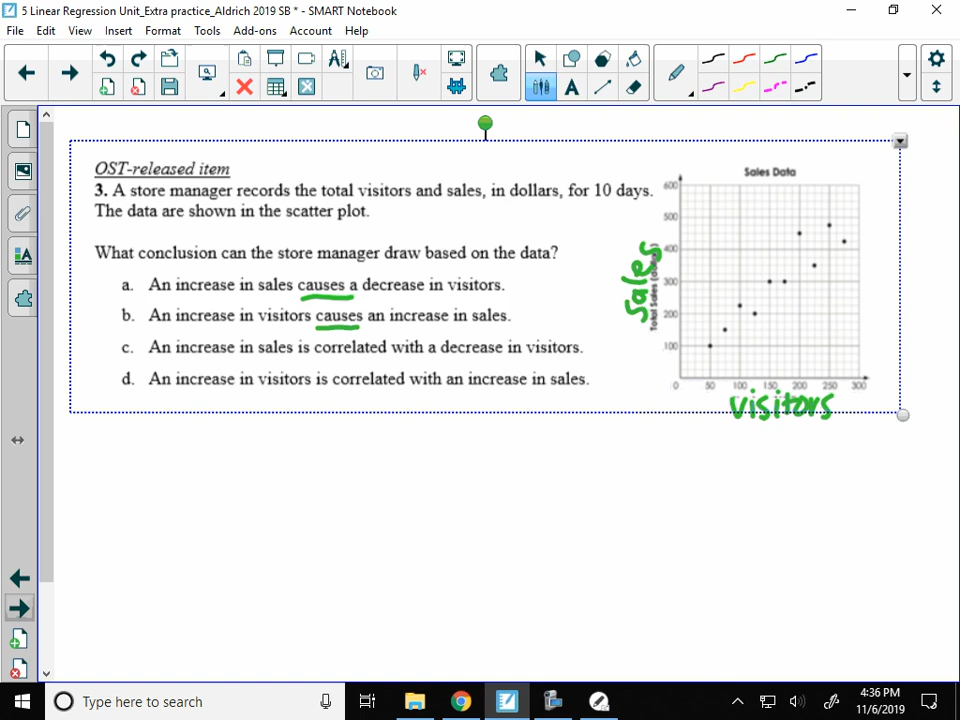 5 Linear Regression Unit_Extra practice_Aldrich 2019 SB * - SMART Notebook
File Edit View Insert Format Tools Add-ons Account Help
OST-released item
3. A store manager records the total visitors and sales, in dollars, for 10 days.
The data are shown in the scatter plot.
What conclusion can the store manager draw based on the data?
a. An increase in sales causes a decrease in visitors.
b. An increase in visitors causes an increase in sales.
c. An increase in sales is correlated with a decrease in visitors.
d. An increase in visitors is correlated with an increase in sales.
Sales Data
600
500
400
300
200
100
sales
Total Sales (dollars)
0 50 100 150 200 250 300
visitors
Type here to search
4:36 PM
11/6/2019